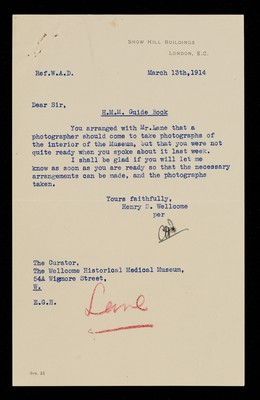 SNOW HILL BUILDINGS
LONDON, E.C.
Ref.W.A.D. March 13th,1914
Dear Sir,
H.M.M. Guide Book
You arranged with Mr.Lane that a
photographer should come to take photographs of
the interior of the Museum, but that you were not
quite ready when you spoke about it last week.
I shall be glad if you will let me
know as soon as you are ready so that the necessary
arrangements can be made, and the photographs
taken.
Yours faithfully,
Henry S. Wellcome
per
The Curator,
The Wellcome Historical Medical Museum,
54A Wigmore Street,
W.
E.G.H.
Lane